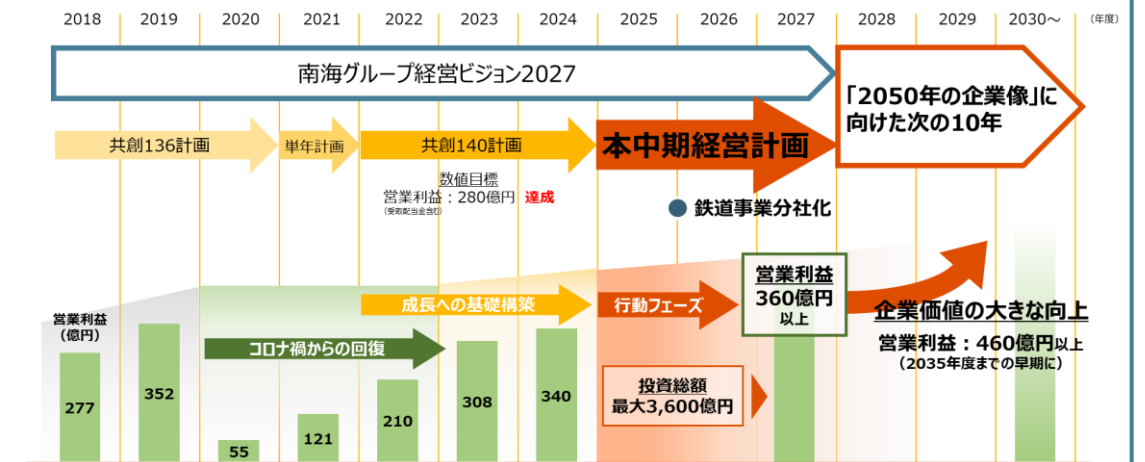 2018 2019 2020 2021 2022 2023 2024 2025 2026 2027 2028 2029 2030～ (年度)
南海グループ経営ビジョン2027
「2050年の企業像」に
向けた次の10年
共創136計画
単年計画
共創140計画
本中期経営計画
数値目標
営業利益：280億円 達成
(受取配当金含む)
鉄道事業分社化
営業利益
360億円
以上
成長への基礎構築
行動フェーズ
企業価値の大きな向上
営業利益：460億円以上
（2035年度までの早期に）
営業利益
（億円）
コロナ禍からの回復
投資総額
最大3,600億円
277
352
55
121
210
308
340